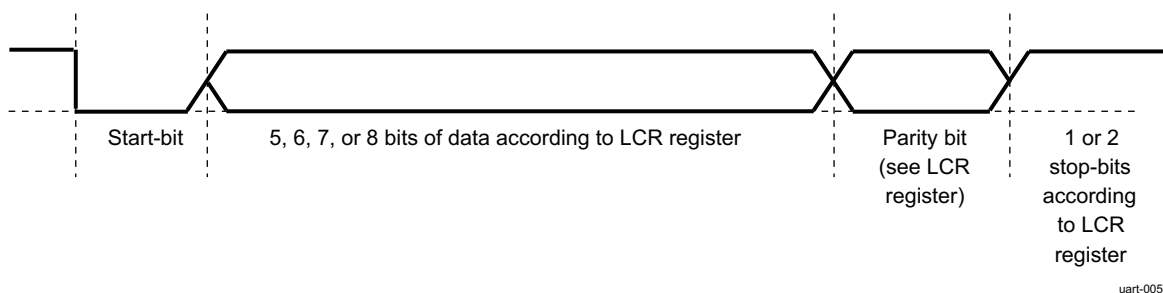 Start-bit
5, 6, 7, or 8 bits of data according to LCR register
Parity bit
(see LCR
register)
1 or 2
stop-bits
according
to LCR
register
uart-005